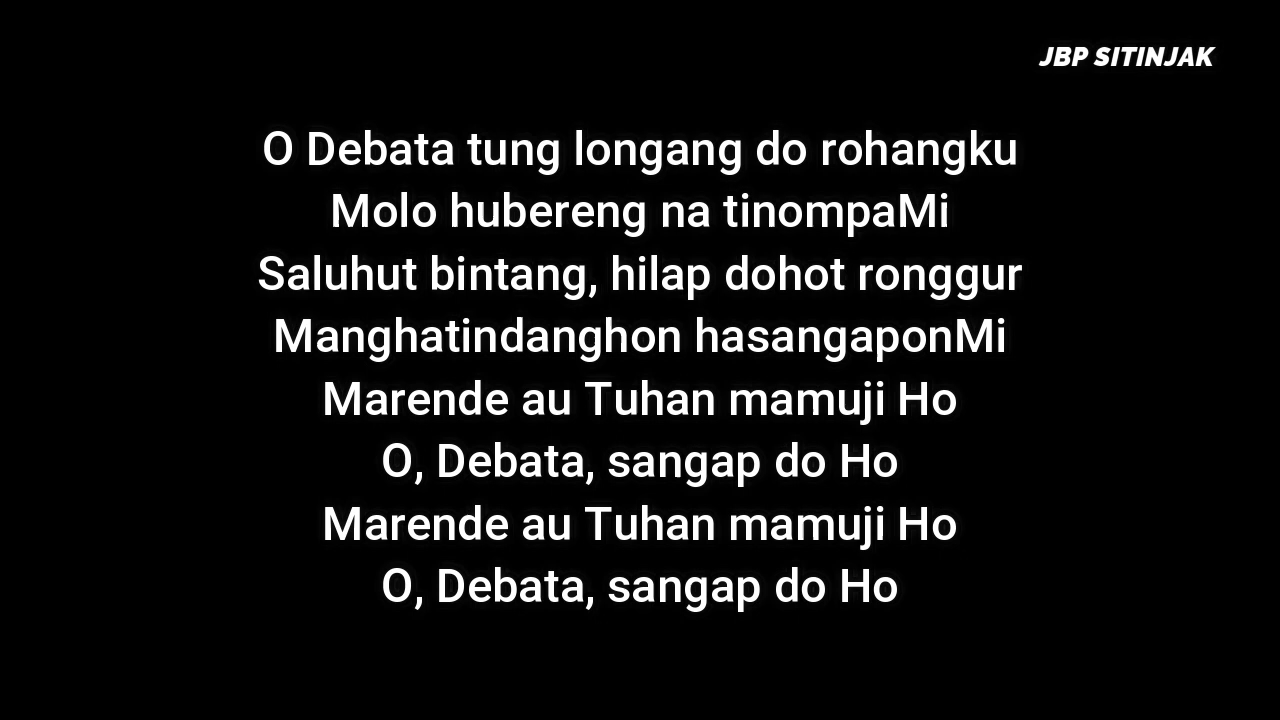 JBP SITINJAK
O Debata tung longang do rohangku
Molo hubereng na tinompaMi
Saluhut bintang, hilap dohot ronggur
Manghatindanghon hasangaponMi
Marende au Tuhan mamuji Ho
O, Debata, sangap do Ho
Marende au Tuhan mamuji Ho
O, Debata, sangap do Ho